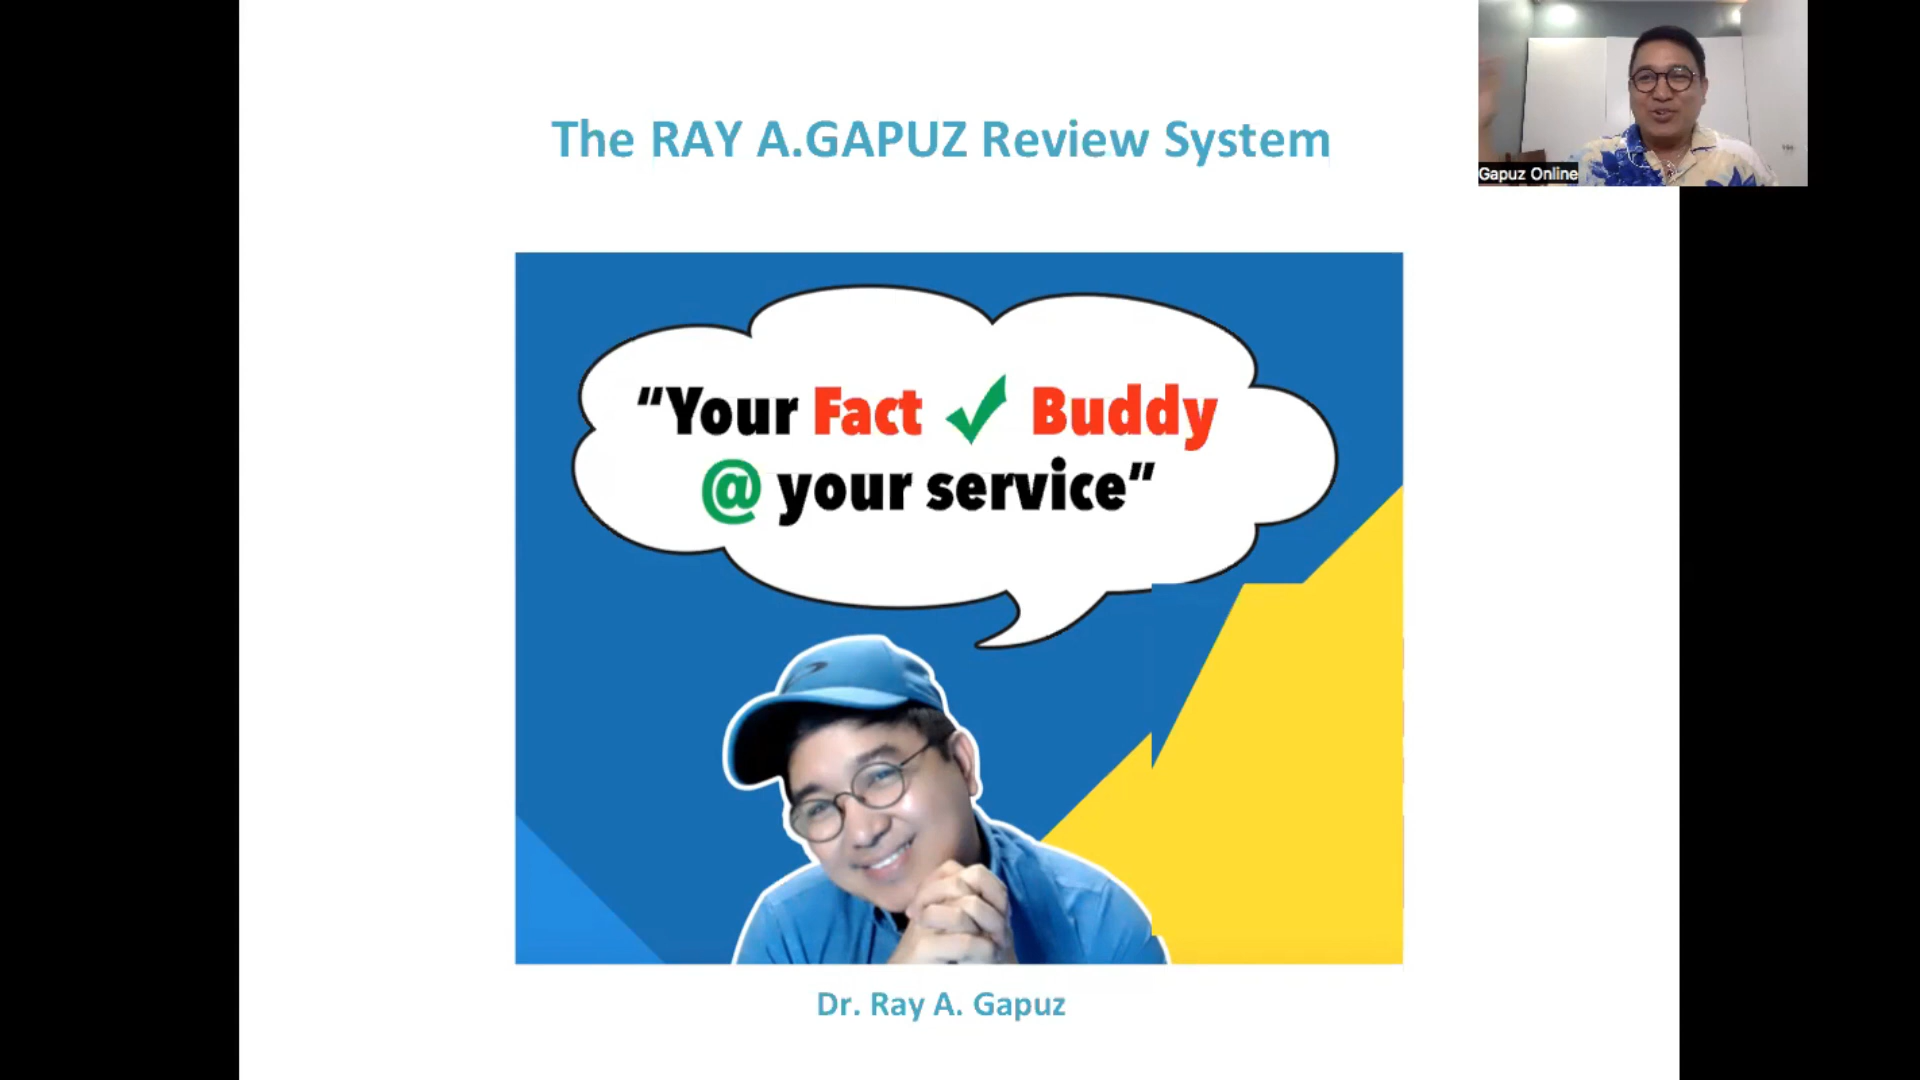 The RAY A.GAPUZ Review System
Gapuz Online
“Your Fact ✓ Buddy
@ your service”
Dr. Ray A. Gapuz